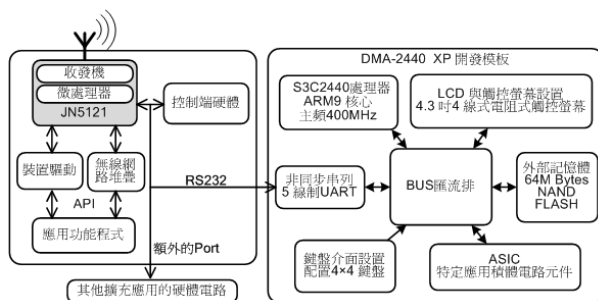 收發機
微處理器
JN5121
控制端硬體
裝置驅動
無線網
路堆疊
API
應用功能程式
RS232
額外的Port
其他擴充應用的硬體電路
DMA-2440 XP 開發模板
S3C2440處理器
ARM9 核心
主頻400MHz
LCD 與觸控螢幕設置
4.3 吋4 線式電阻式觸控螢幕
非同步串列
5 線制UART
BUS匯流排
外部記憶體
64M Bytes
NAND
FLASH
鍵盤介面設置
配置4×4 鍵盤
ASIC
特定應用積體電路元件